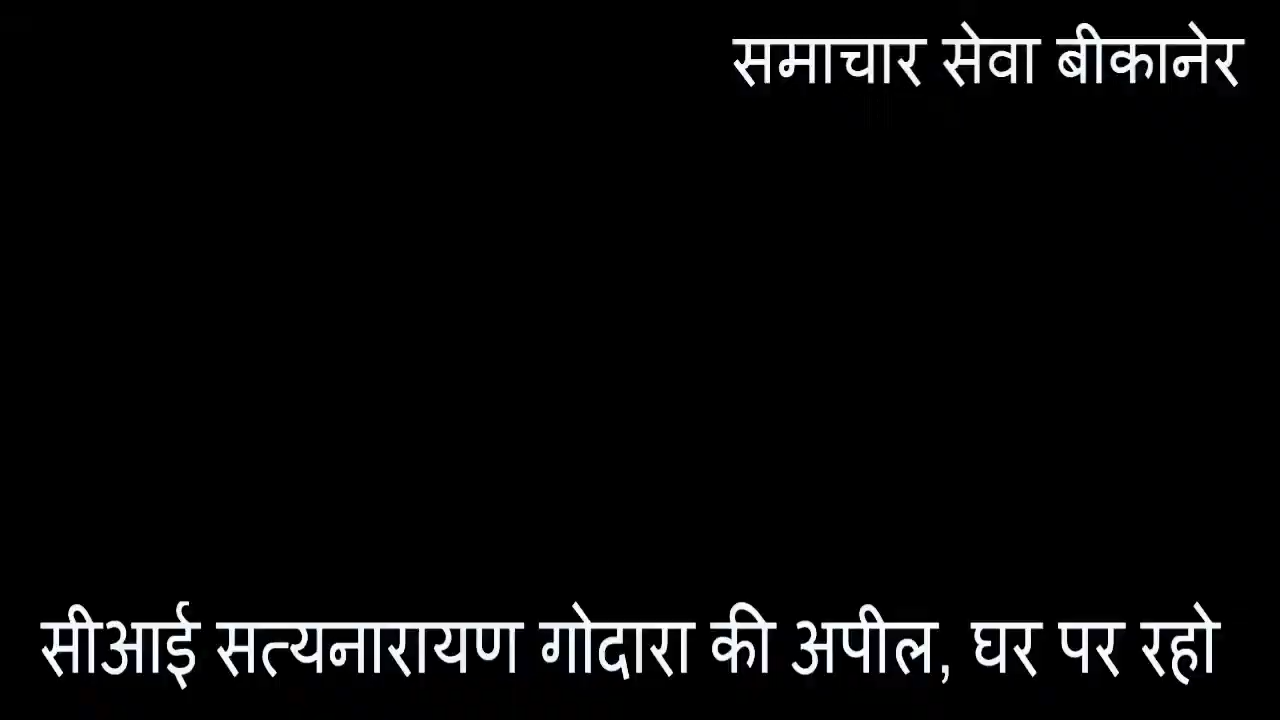 समाचार सेवा बीकानेर
सीआई सत्यनारायण गोदारा की अपील, घर पर रहो